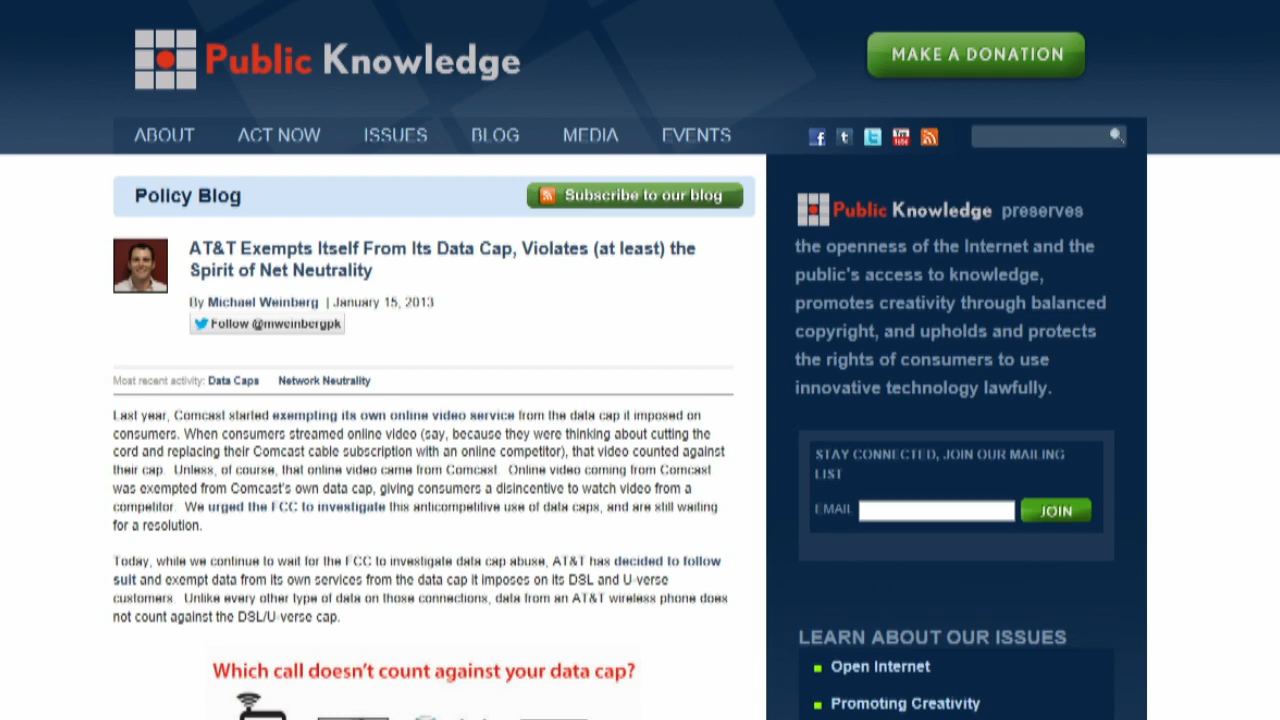 Public Knowledge
MAKE A DONATION
ABOUT ACT NOW ISSUES BLOG MEDIA EVENTS
Policy Blog
Subscribe to our blog
AT&T Exempts Itself From Its Data Cap, Violates (at least) the
Spirit of Net Neutrality
By Michael Weinberg | January 15, 2013
Follow @mweinbergpk
Most recent activity: Data Caps Network Neutrality
Last year, Comcast started exempting its own online video service from the data cap it imposed on
consumers. When consumers streamed online video (say, because they were thinking about cutting the
cord and replacing their Comcast cable subscription with an online competitor), that video counted against
their cap. Unless, of course, that online video came from Comcast. Online video coming from Comcast
was exempted from Comcast's own data cap, giving consumers a disincentive to watch video from a
competitor. We urged the FCC to investigate this anticompetitive use of data caps, and are still waiting
for a resolution.
Today, while we continue to wait for the FCC to investigate data cap abuse, AT&T has decided to follow
suit and exempt data from its own services from the data cap it imposes on its DSL and U-verse
customers. Unlike every other type of data on those connections, data from an AT&T wireless phone does
not count against the DSL/U-verse cap.
Which call doesn't count against your data cap?
Public Knowledge preserves
the openness of the Internet and the
public's access to knowledge,
promotes creativity through balanced
copyright, and upholds and protects
the rights of consumers to use
innovative technology lawfully.
STAY CONNECTED, JOIN OUR MAILING
LIST
EMAIL JOIN
LEARN ABOUT OUR ISSUES
Open Internet
Promoting Creativity